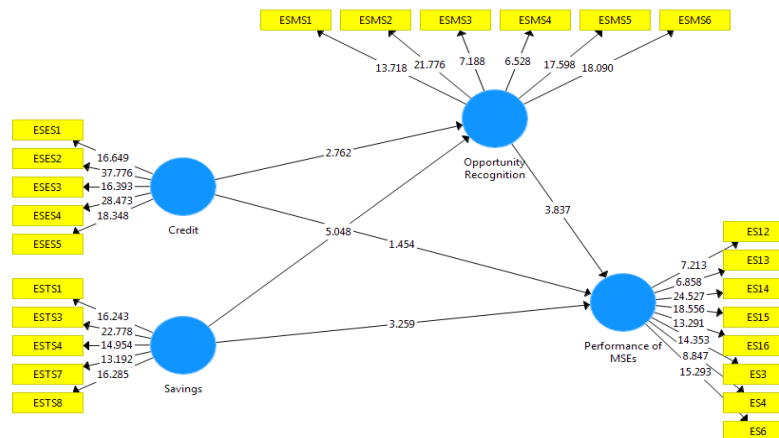 ESMS1
ESMS2
ESMS3
ESMS4
ESMS5
ESMS6
13.718
21.776
7.188
6.528
17.598
18.090
Opportunity
Recognition
ESES1
ESES2
ESES3
ESES4
ESES5
16.649
37.776
16.393
28.473
18.348
Credit
2.762
5.048
1.454
3.837
3.259
ESTS1
ESTS3
ESTS4
ESTS7
ESTS8
16.243
22.778
14.954
13.192
16.285
Savings
Performance of
MSEs
7.213
6.858
24.527
18.556
13.291
14.353
8.847
15.293
ES12
ES13
ES14
ES15
ES16
ES3
ES4
ES6